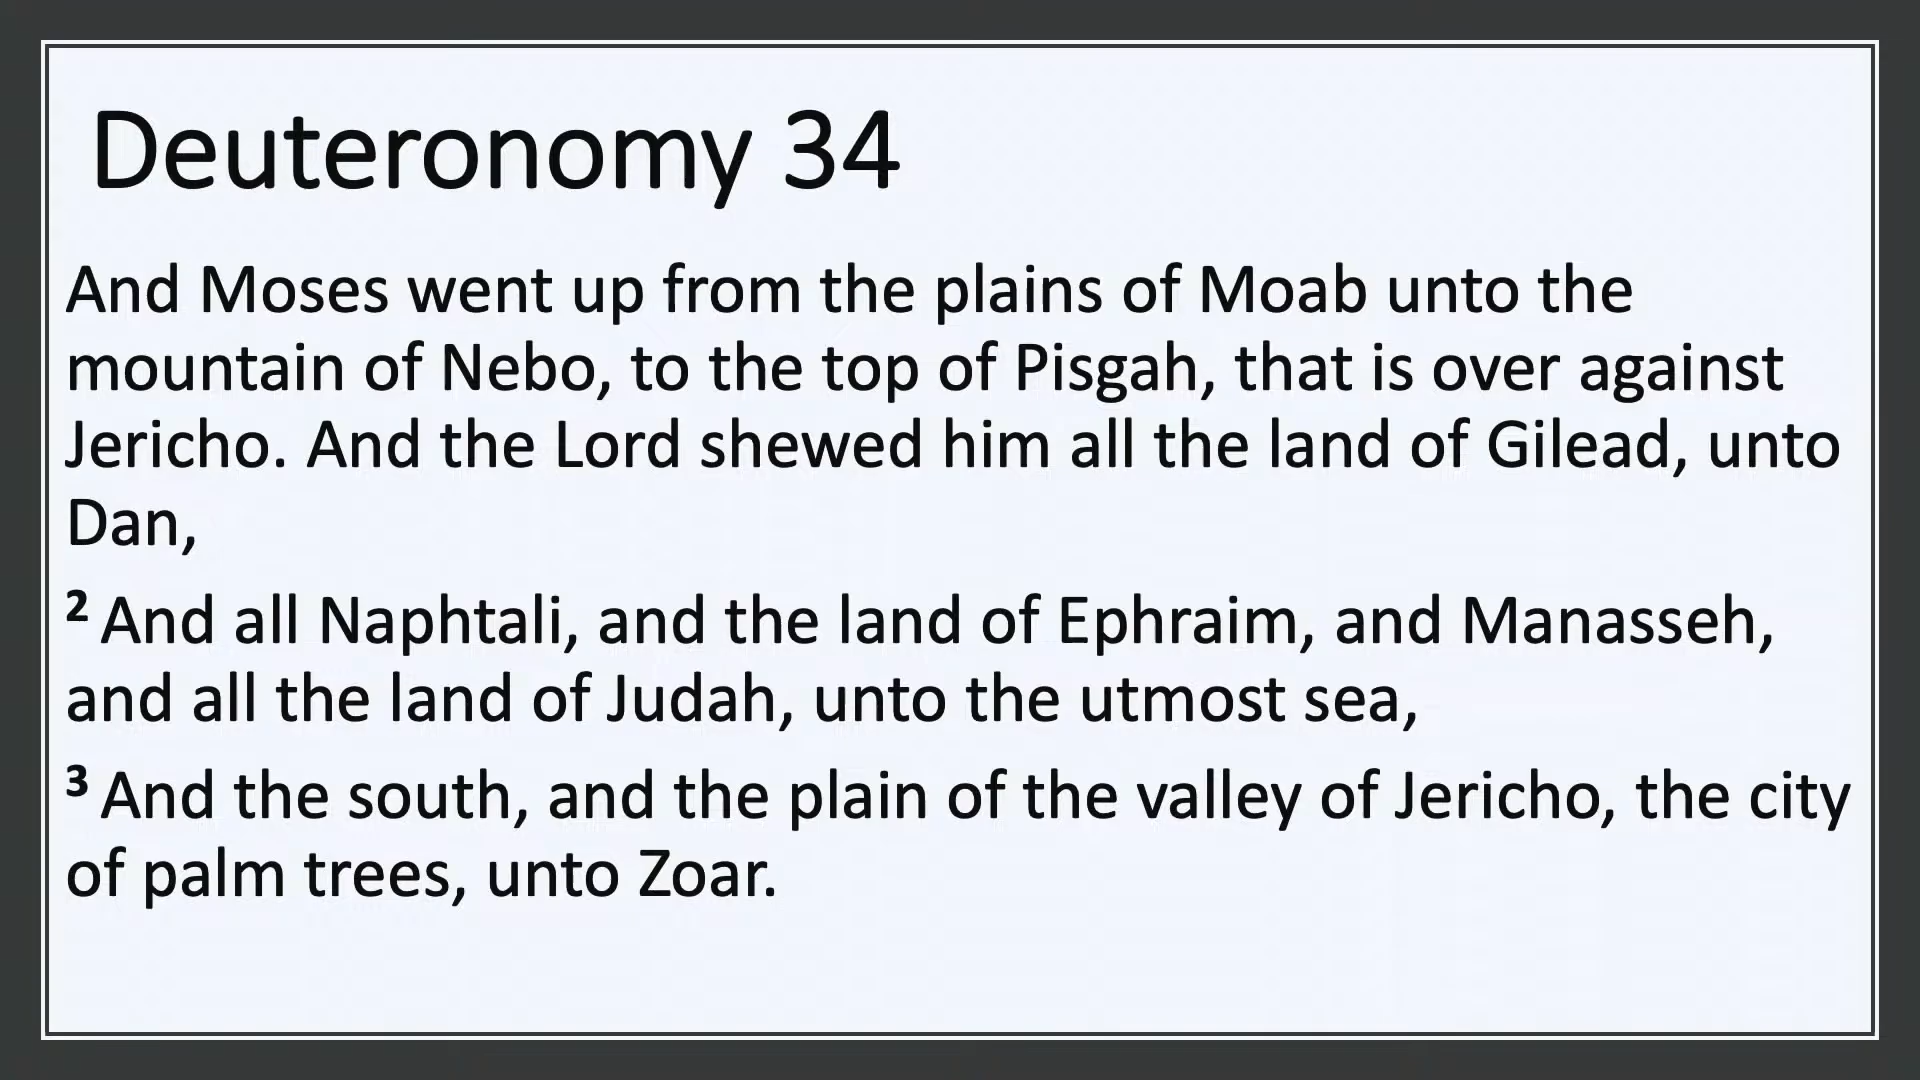 Deuteronomy 34
And Moses went up from the plains of Moab unto the
mountain of Nebo, to the top of Pisgah, that is over against
Jericho. And the Lord shewed him all the land of Gilead, unto
Dan,
² And all Naphtali, and the land of Ephraim, and Manasseh,
and all the land of Judah, unto the utmost sea,
³ And the south, and the plain of the valley of Jericho, the city
of palm trees, unto Zoar.